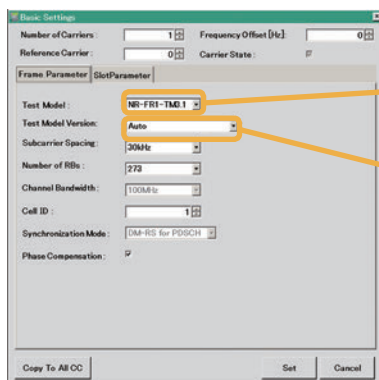 Basic Settings
Number of Carriers : 1 Frequency Offset [Hz]: 0
Reference Carrier : 0 Carrier State :
Frame Parameter SlotParameter
Test Model : NR-FR1-TM3.1
Test Model Version: Auto
Subcarrier Spacing: 30kHz
Number of RBs : 273
Channel Bandwidth : 100MHz
Cell ID : 1
Synchronization Mode : DM-RS for PDSCH
Phase Compensation :
Copy To All CC Set Cancel